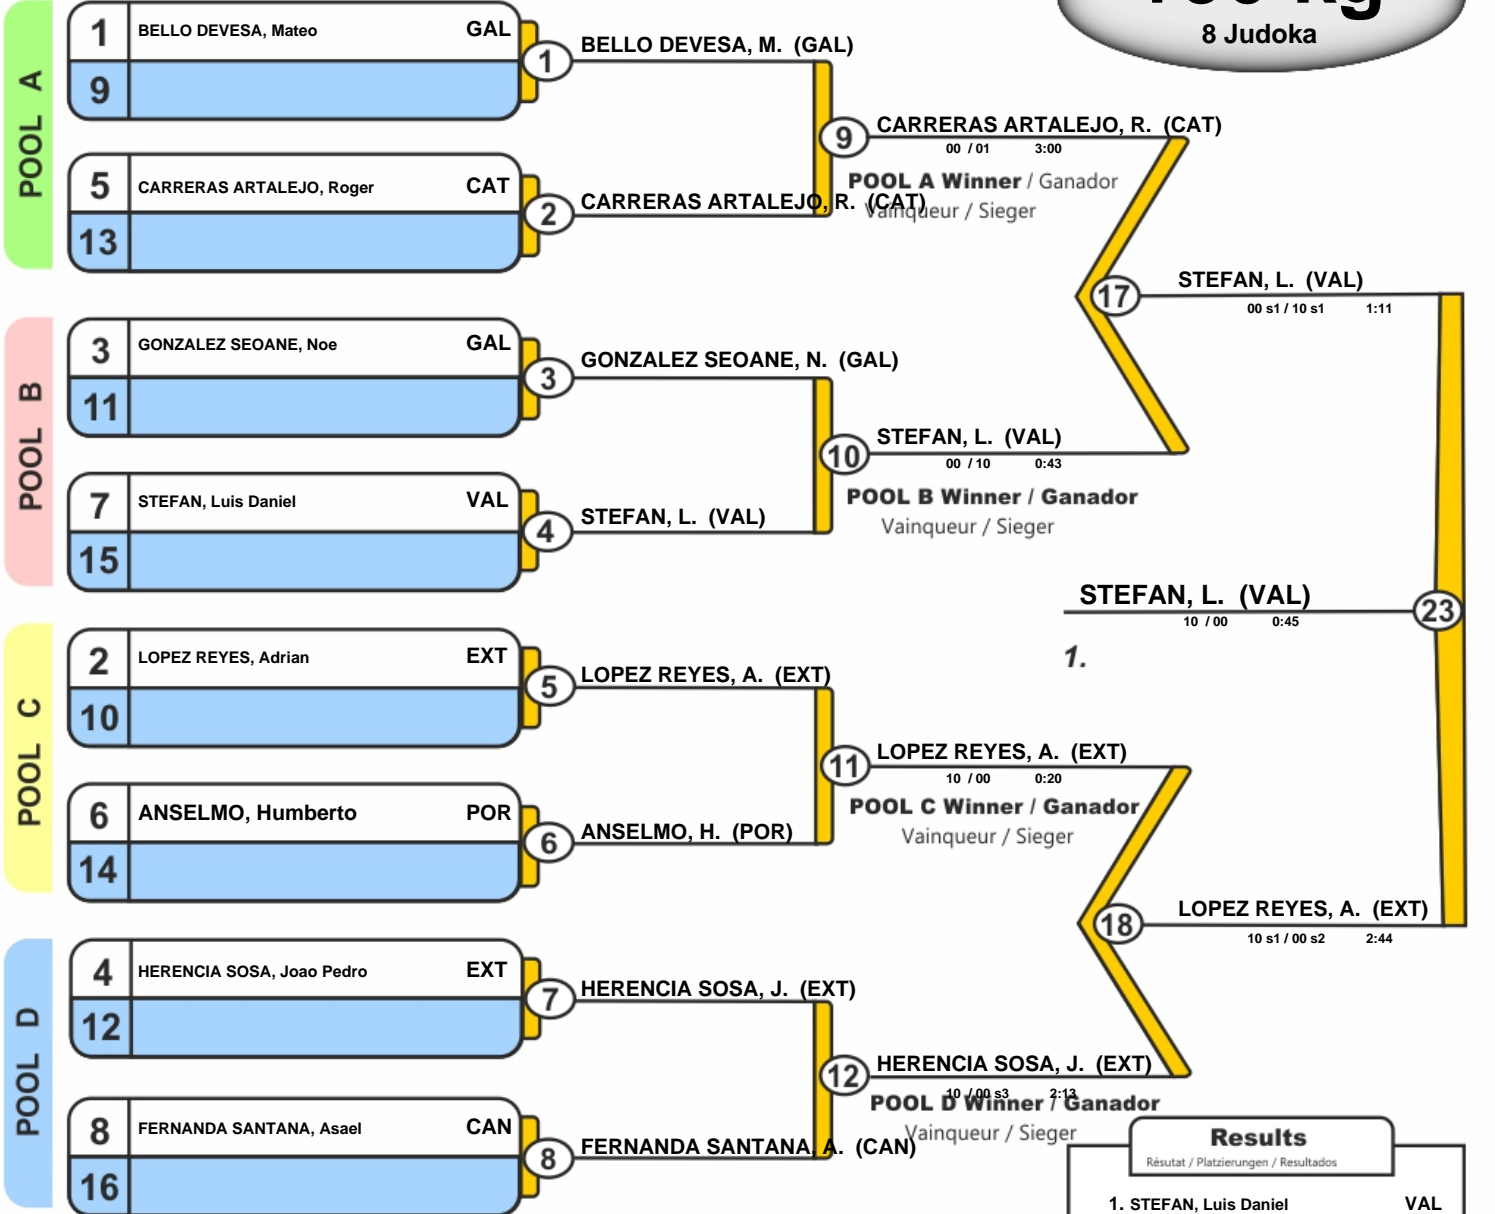 8 Judoka
POOL A
1 BELLO DEVESA, Mateo GAL
9
1 BELLO DEVESA, M. (GAL)
5 CARRERAS ARTALEJO, Roger CAT
13
2 CARRERAS ARTALEJO, R. (CAT)
9 CARRERAS ARTALEJO, R. (CAT)
00 / 01 3:00
POOL A Winner / Ganador
Vainqueur / Sieger
POOL B
3 GONZALEZ SEOANE, Noe GAL
11
3 GONZALEZ SEOANE, N. (GAL)
7 STEFAN, Luis Daniel VAL
15
4 STEFAN, L. (VAL)
10 STEFAN, L. (VAL)
00 / 10 0:43
POOL B Winner / Ganador
Vainqueur / Sieger
17 STEFAN, L. (VAL)
00 s1 / 10 s1 1:11
STEFAN, L. (VAL) 23
10 / 00 0:45
1.
POOL C
2 LOPEZ REYES, Adrian EXT
10
5 LOPEZ REYES, A. (EXT)
6 ANSELMO, Humberto POR
14
6 ANSELMO, H. (POR)
11 LOPEZ REYES, A. (EXT)
10 / 00 0:20
POOL C Winner / Ganador
Vainqueur / Sieger
POOL D
4 HERENCIA SOSA, Joao Pedro EXT
12
7 HERENCIA SOSA, J. (EXT)
8 FERNANDA SANTANA, Asael CAN
16
8 FERNANDA SANTANA, A. (CAN)
12 HERENCIA SOSA, J. (EXT)
10 / 00 s3 2:13
POOL D Winner / Ganador
Vainqueur / Sieger
18 LOPEZ REYES, A. (EXT)
10 s1 / 00 s2 2:44
Results
Résutat / Platzierungen / Resultados
1. STEFAN, Luis Daniel VAL